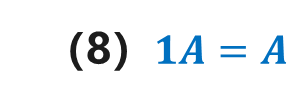 (8) 1A = A